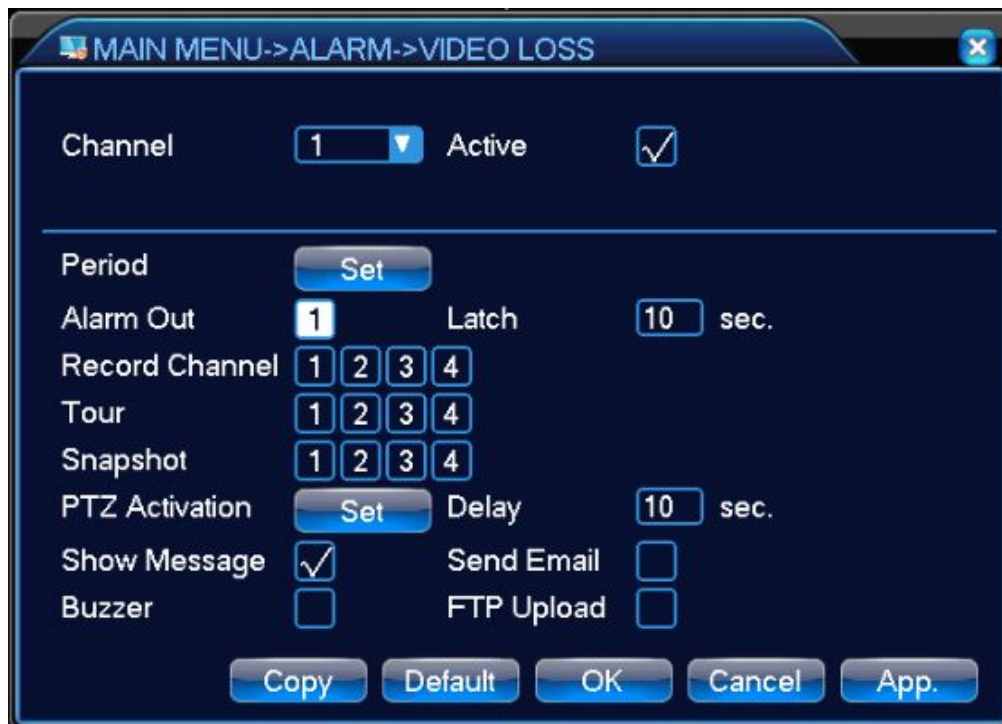 MAIN MENU->ALARM->VIDEO LOSS
Channel 1 Active
Period Set
Alarm Out 1 Latch 10 sec.
Record Channel 1 2 3 4
Tour 1 2 3 4
Snapshot 1 2 3 4
PTZ Activation Set Delay 10 sec.
Show Message Send Email
Buzzer FTP Upload
Copy Default OK Cancel App.